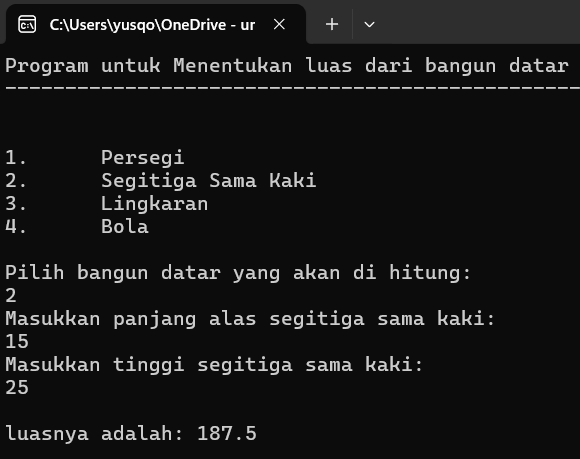 C:\Users\yusqo\OneDrive - ur
Program untuk Menentukan luas dari bangun datar
-----------------------------------------------
1. Persegi
2. Segitiga Sama Kaki
3. Lingkaran
4. Bola
Pilih bangun datar yang akan di hitung:
2
Masukkan panjang alas segitiga sama kaki:
15
Masukkan tinggi segitiga sama kaki:
25
luasnya adalah: 187.5